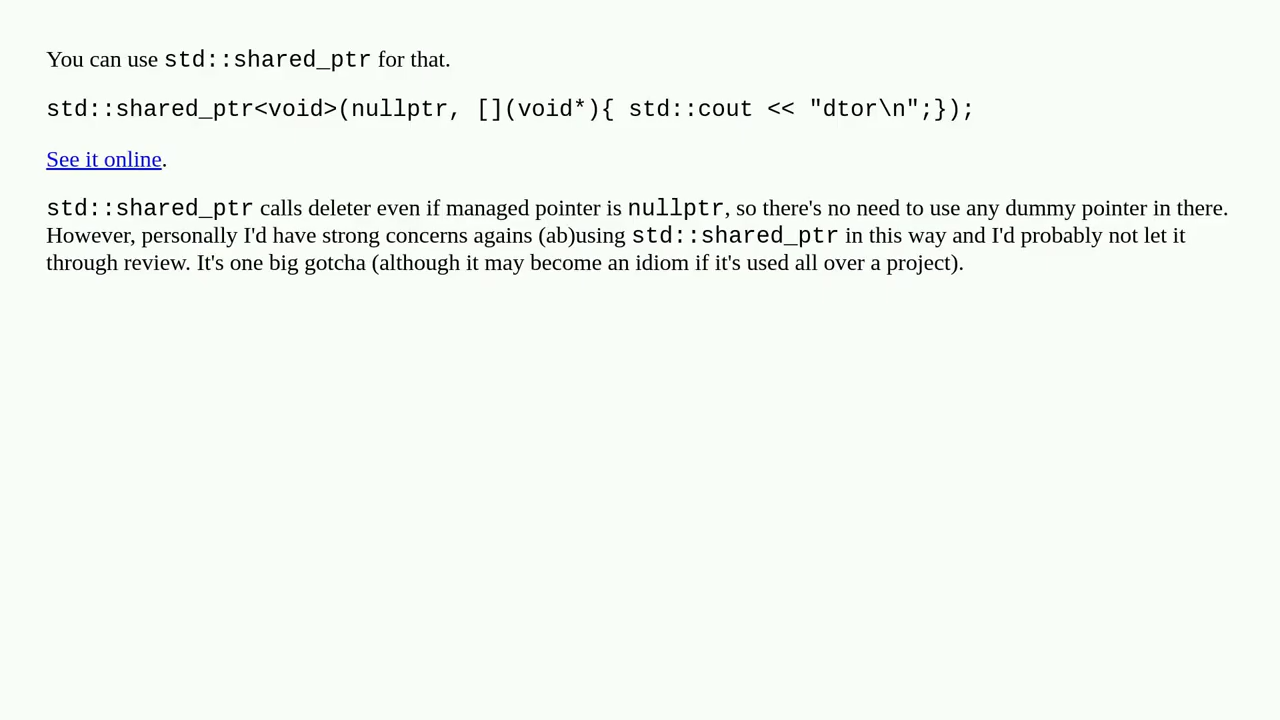 You can use std::shared_ptr for that.
std::shared_ptr<void>(nullptr, [](void*){ std::cout << "dtor\n";});
See it online.
std::shared_ptr calls deleter even if managed pointer is nullptr, so there's no need to use any dummy pointer in there.
However, personally I'd have strong concerns agains (ab)using std::shared_ptr in this way and I'd probably not let it
through review. It's one big gotcha (although it may become an idiom if it's used all over a project).